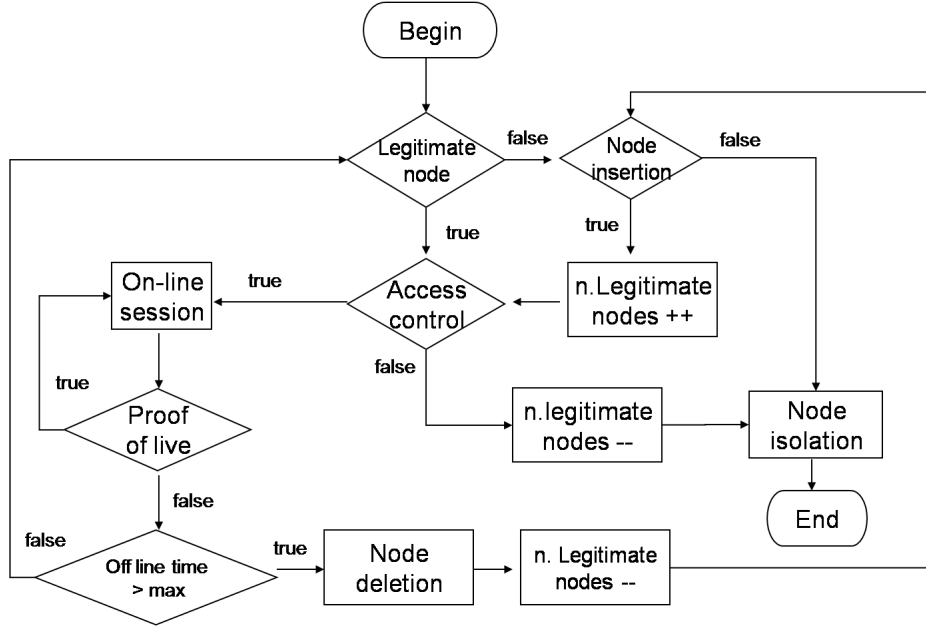 Begin
Legitimate
node
false
Node
insertion
false
true
true
On-line
session
true
Access
control
n.Legitimate
nodes ++
true
false
Proof
of live
n.legitimate
nodes --
Node
isolation
false
false
End
Off line time
> max
true
Node
deletion
n. Legitimate
nodes --